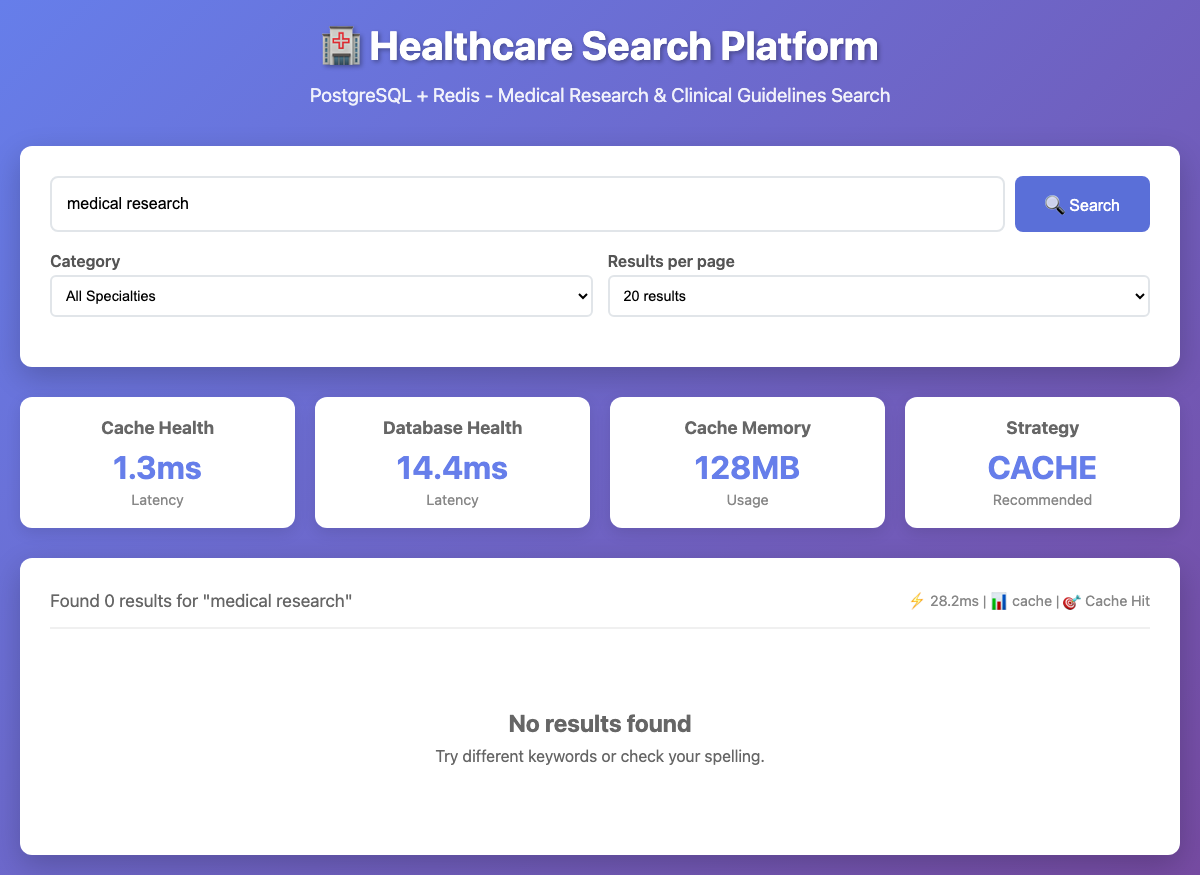 🏥 Healthcare Search Platform
PostgreSQL + Redis - Medical Research & Clinical Guidelines Search
medical research
🔍 Search
Category
Results per page
All Specialties
20 results
Cache Health
1.3ms
Latency
Database Health
14.4ms
Latency
Cache Memory
128MB
Usage
Strategy
CACHE
Recommended
Found 0 results for "medical research"
⚡ 28.2ms | 📊 cache | 🎯 Cache Hit
No results found
Try different keywords or check your spelling.